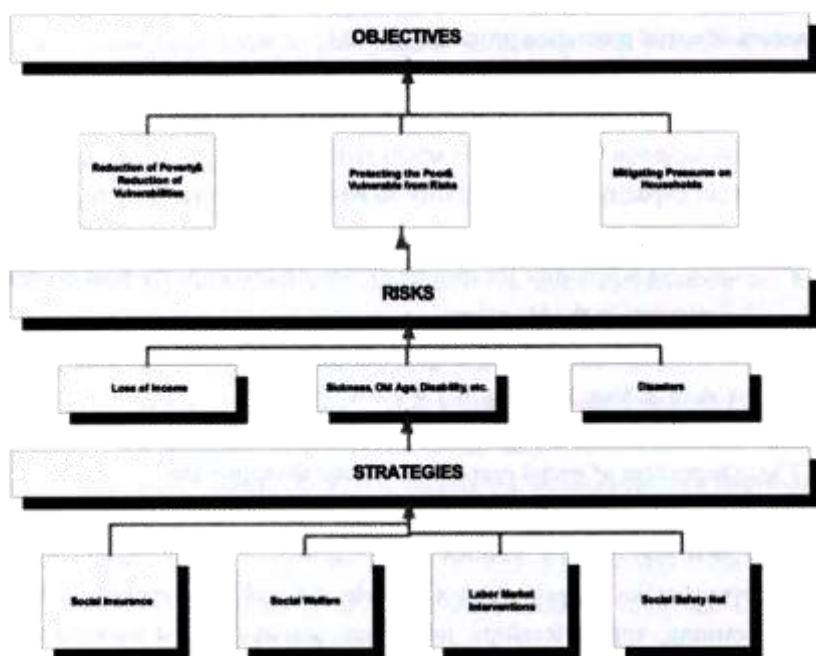 OBJECTIVES
Reduction of Poverty&
Reduction of
Vulnerabilities
Protecting the Poor&
Vulnerable from Risks
Mitigating Pressures on
Households
RISKS
Loss of Income
Sickness, Old Age, Disability, etc.
Disasters
STRATEGIES
Social Insurance
Social Welfare
Labor Market
Interventions
Social Safety Net